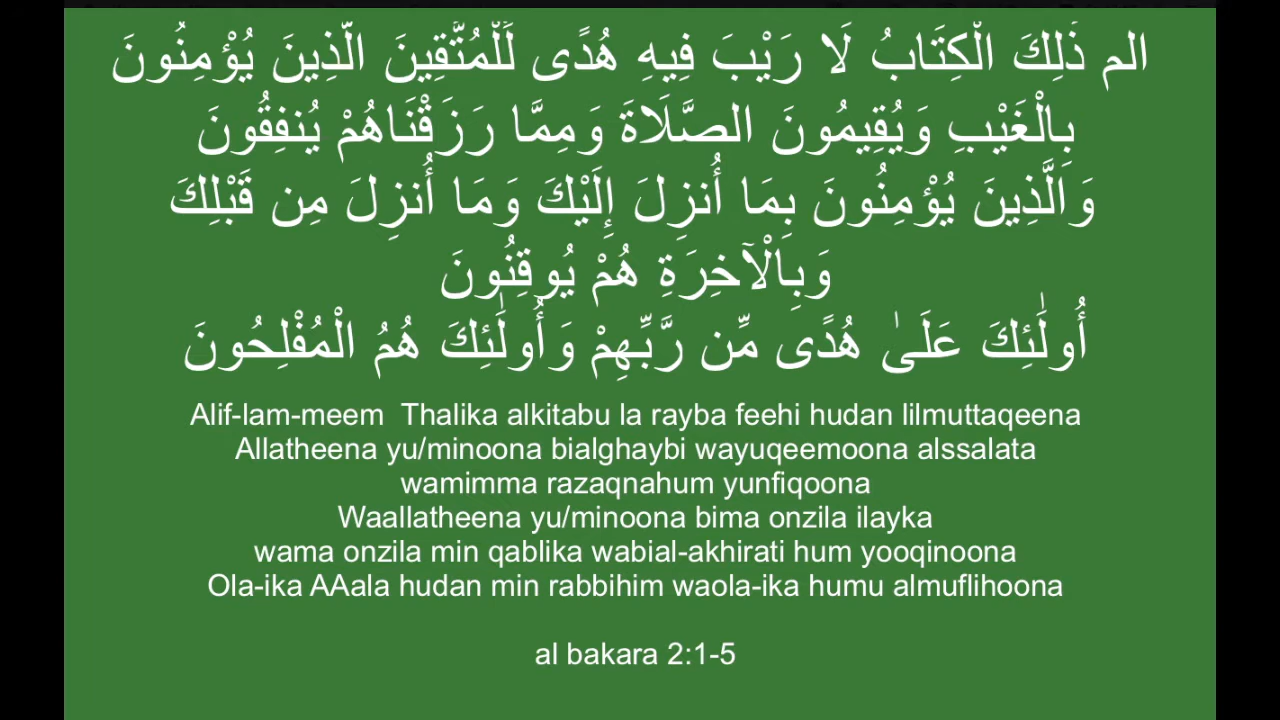 الم ذَٰلِكَ الْكِتَابُ لَا رَيْبَ فِيهِ هُدًى لِّلْمُتَّقِينَ الَّذِينَ يُؤْمِنُونَ
بِالْغَيْبِ وَيُقِيمُونَ الصَّلَاةَ وَمِمَّا رَزَقْنَاهُمْ يُنفِقُونَ
وَالَّذِينَ يُؤْمِنُونَ بِمَا أُنزِلَ إِلَيْكَ وَمَا أُنزِلَ مِن قَبْلِكَ
وَبِالْآخِرَةِ هُمْ يُوقِنُونَ
أُولَٰئِكَ عَلَىٰ هُدًى مِّن رَّبِّهِمْ وَأُولَٰئِكَ هُمُ الْمُفْلِحُونَ
Alif-lam-meem  Thalika alkitabu la rayba feehi hudan lilmuttaqeena
Allatheena yu/minoona bialghaybi wayuqeemoona alssalata
wamimma razaqnahum yunfiqoona
Waallatheena yu/minoona bima onzila ilayka
wama onzila min qablika wabial-akhirati hum yooqinoona
Ola-ika AAala hudan min rabbihim waola-ika humu almuflihoona
al bakara 2:1-5